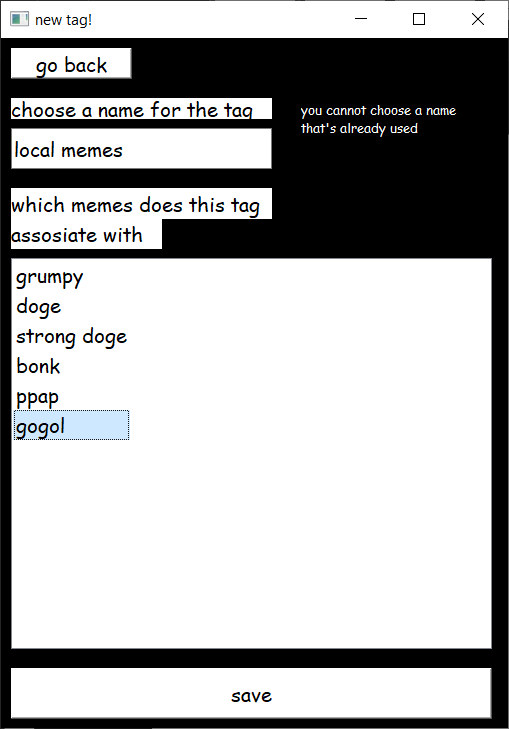 new tag!
go back
choose a name for the tag
you cannot choose a name
that's already used
local memes
which memes does this tag
assosiate with
grumpy
doge
strong doge
bonk
ppap
gogol
save